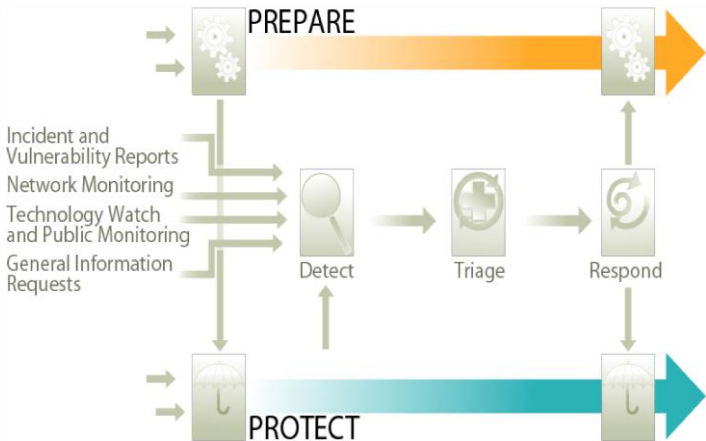 PREPARE
Incident and
Vulnerability Reports
Network Monitoring
Technology Watch
and Public Monitoring
General Information
Requests
Detect
Triage
Respond
PROTECT